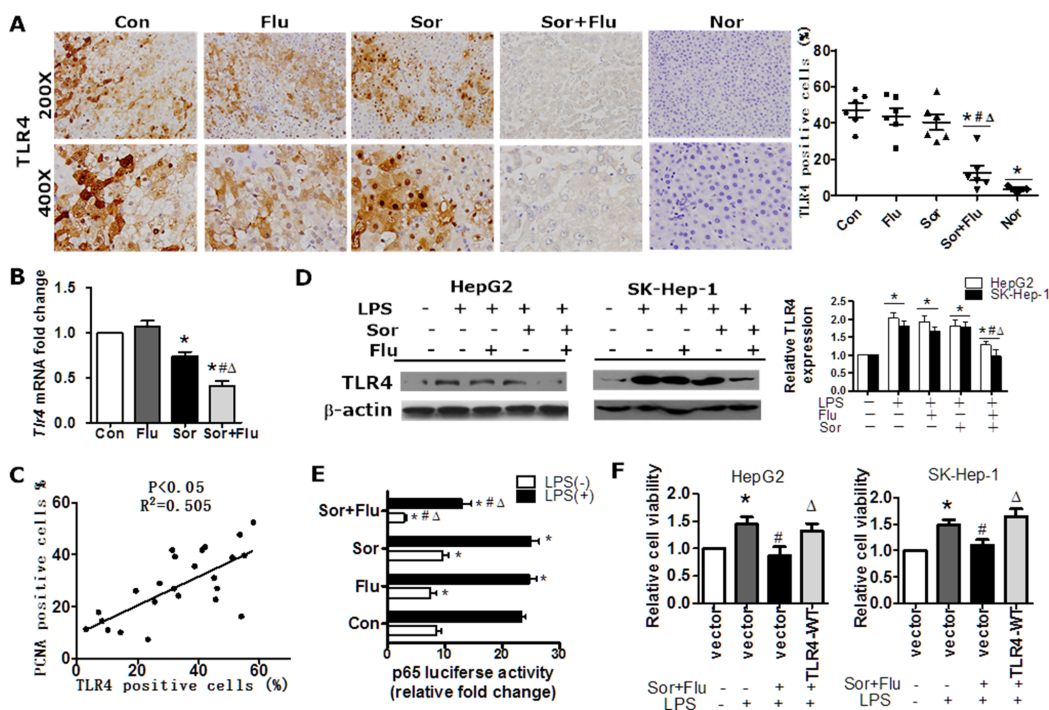 A
Con Flu Sor Sor+Flu Nor
TLR4
200X
400X
TLR4 positive cells (%)
80
60
40
20
0
*#Δ
*
Con Flu Sor Sor+Flu Nor
B
Tlr4 mRNA fold change
1.5
1.0
0.5
0.0
*
*#Δ
Con Flu Sor Sor+Flu
D
HepG2 SK-Hep-1
LPS - + + + + - + + + +
Sor - - - + + - - - + +
Flu - - + - + - - + - +
TLR4
β-actin
HepG2
SK-Hep-1
Relative TLR4
expression
2.5
2.0
1.5
1.0
0.5
0.0
* * * *#Δ
LPS — + + + +
Flu — — + — +
Sor — — — + +
C
P<0.05
R²=0.505
PCNA positive cells %
60
40
20
0
0 20 40 60 80
TLR4 positive cells (%)
E
LPS(-)
LPS(+)
Sor+Flu
* # Δ
* # Δ
Sor
*
*
Flu
*
*
Con
0 10 20 30
p65 luciferse activity
(relative fold change)
F
HepG2
Relative cell viability
2.0
1.5
1.0
0.5
0.0
* # Δ
vector vector vector TLR4-WT
Sor+Flu - - + +
LPS - + + +
SK-Hep-1
Relative cell viability
2.0
1.5
1.0
0.5
0.0
* # Δ
vector vector vector TLR4-WT
Sor+Flu - - + +
LPS - + + +